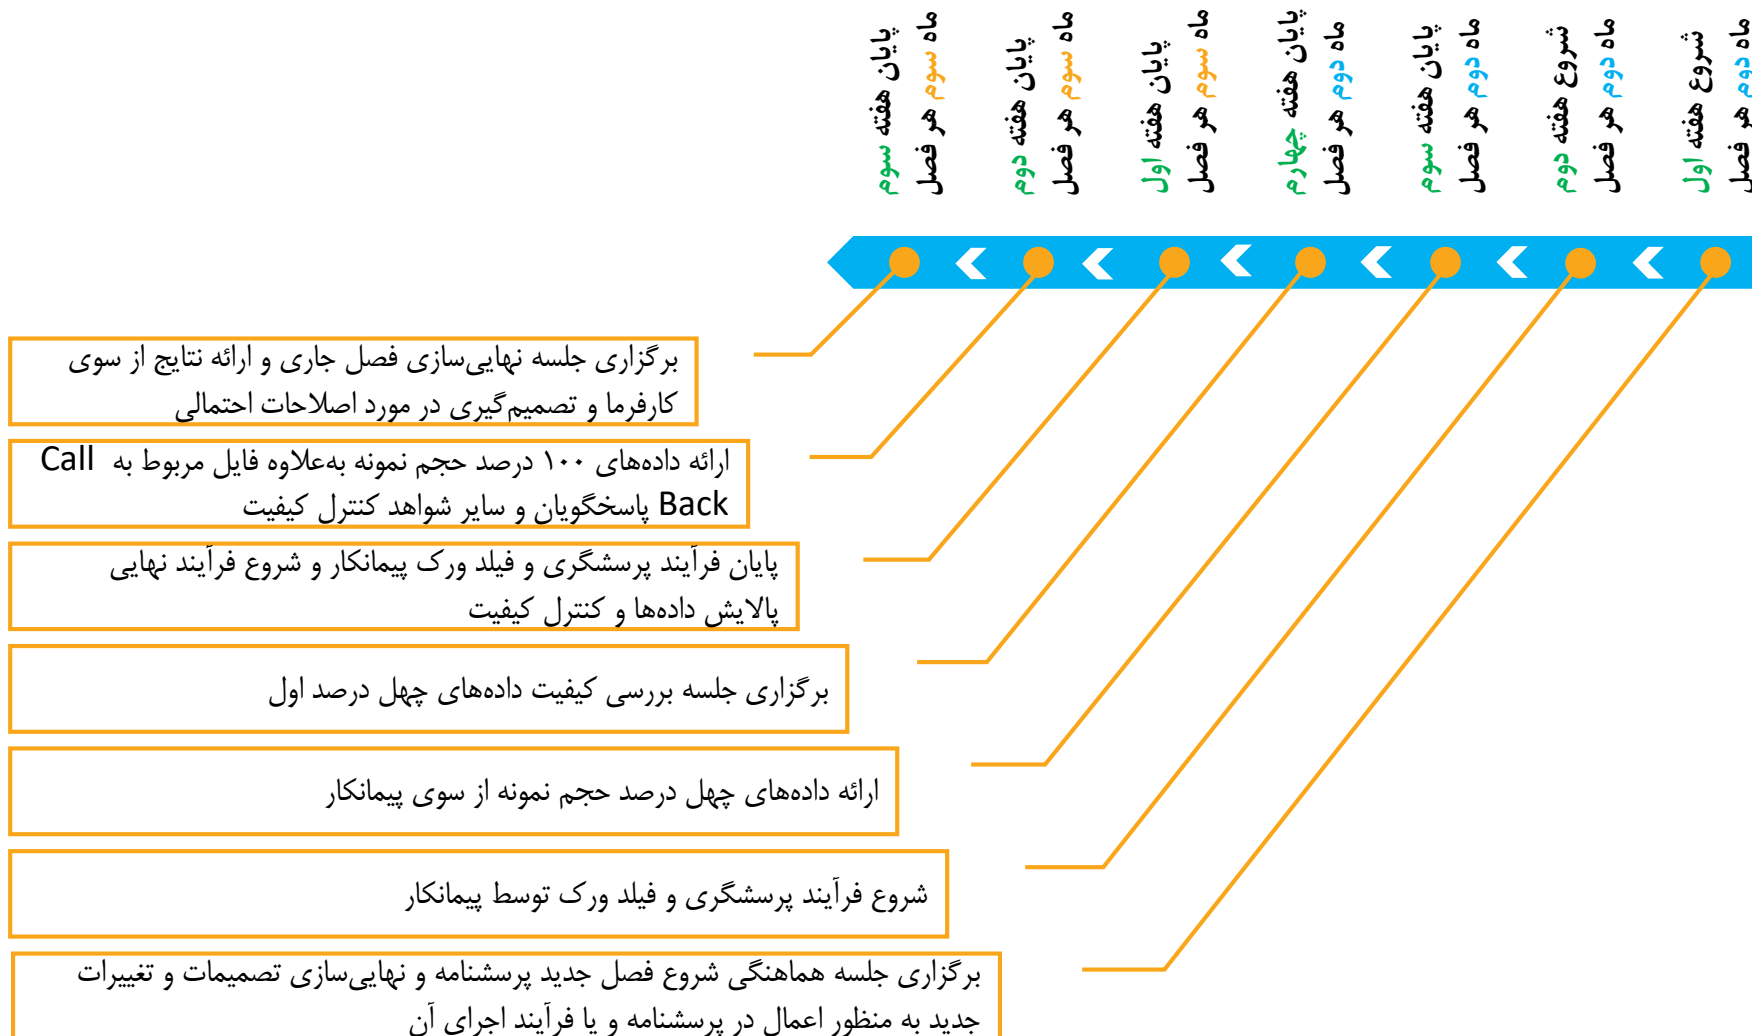 شروع هفته اول
ماه دوم هر فصل
شروع هفته دوم
ماه دوم هر فصل
پایان هفته سوم
ماه دوم هر فصل
پایان هفته چهارم
ماه دوم هر فصل
پایان هفته اول
ماه سوم هر فصل
پایان هفته دوم
ماه سوم هر فصل
پایان هفته سوم
ماه سوم هر فصل
برگزاری جلسه نهایی‌سازی فصل جاری و ارائه نتایج از سوی
کارفرما و تصمیم‌گیری در مورد اصلاحات احتمالی
ارائه داده‌های ۱۰۰ درصد حجم نمونه به‌علاوه فایل مربوط به Call
Back پاسخگویان و سایر شواهد کنترل کیفیت
پایان فرآیند پرسشگری و فیلد ورک پیمانکار و شروع فرآیند نهایی
پالایش داده‌ها و کنترل کیفیت
برگزاری جلسه بررسی کیفیت داده‌های چهل درصد اول
ارائه داده‌های چهل درصد حجم نمونه از سوی پیمانکار
شروع فرآیند پرسشگری و فیلد ورک توسط پیمانکار
برگزاری جلسه هماهنگی شروع فصل جدید پرسشنامه و نهایی‌سازی تصمیمات و تغییرات
جدید به منظور اعمال در پرسشنامه و یا فرآیند اجرای آن